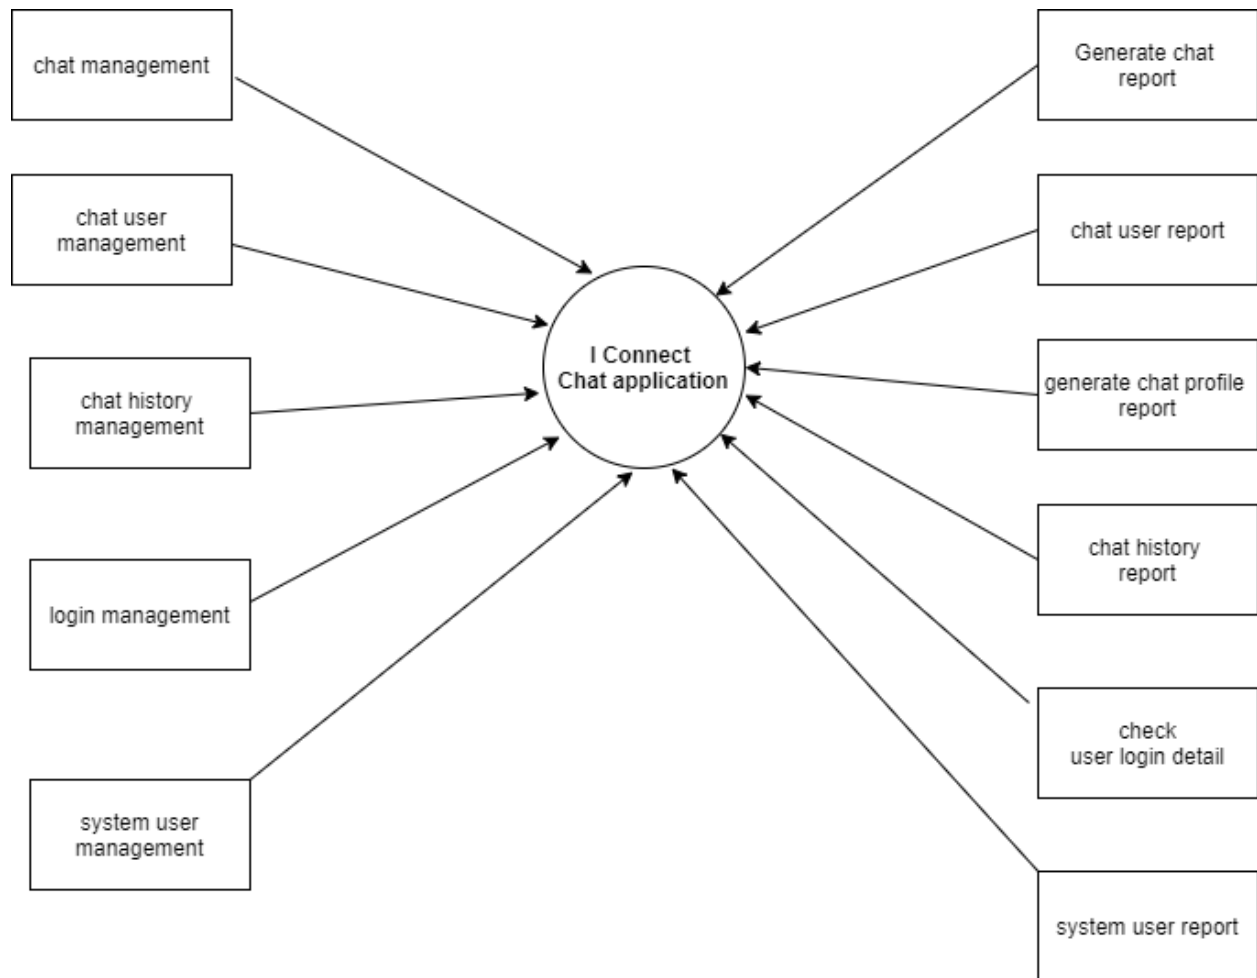 chat management
chat user
management
chat history
management
login management
system user
management
I Connect
Chat application
Generate chat
report
chat user report
generate chat profile
report
chat history
report
check
user login detail
system user report